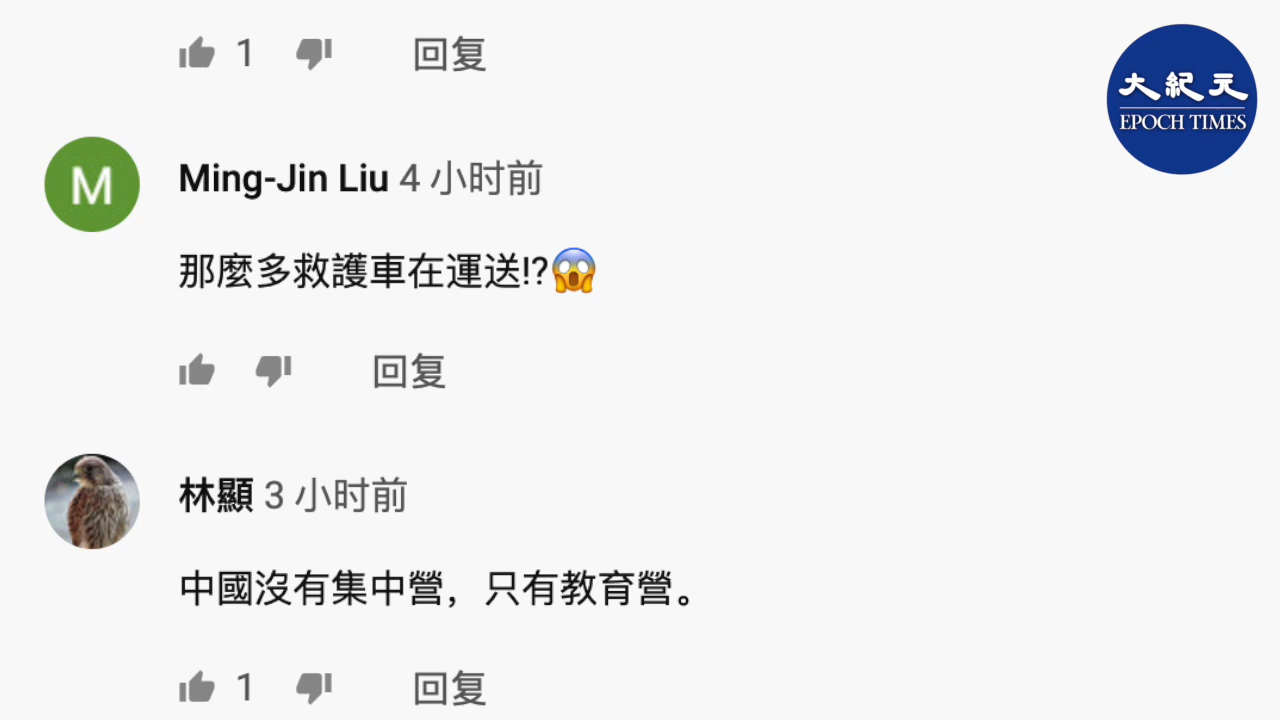 1 回复
大紀元
EPOCH TIMES
M
Ming-Jin Liu 4 小时前
那麼多救護車在運送!?😱
回复
林顯 3 小时前
中國沒有集中營，只有教育營。
1 回复